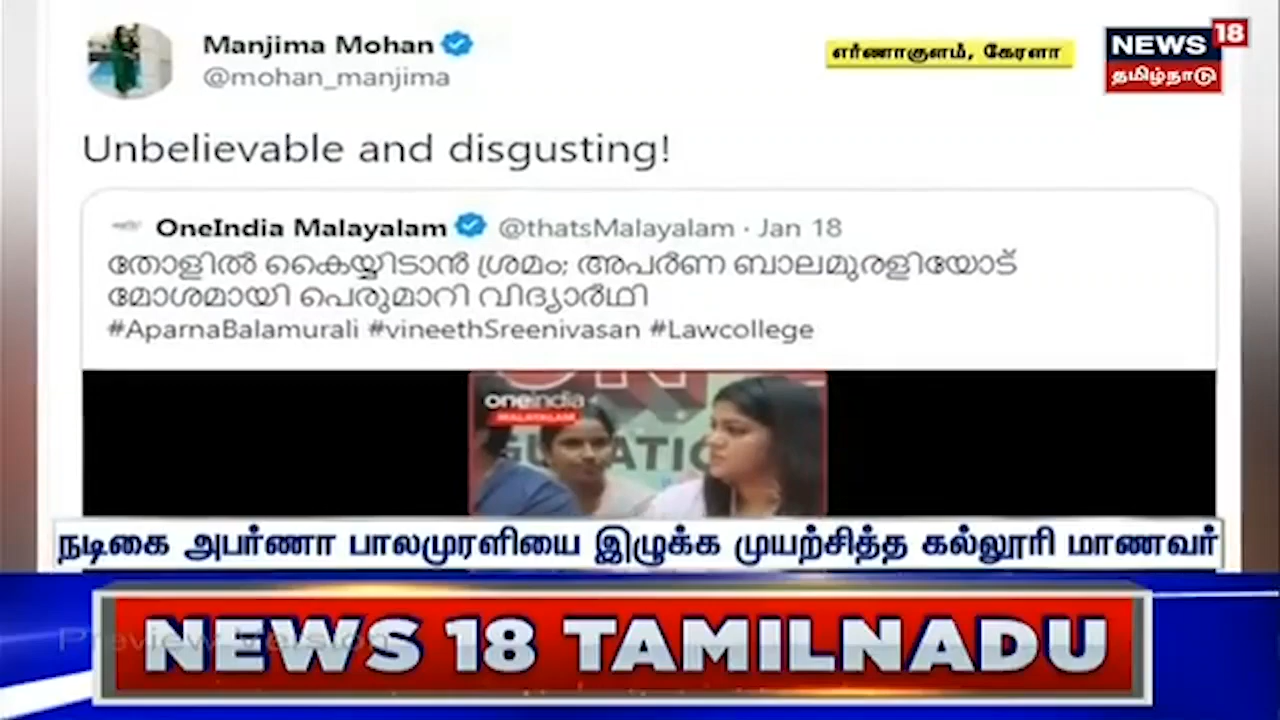 Manjima Mohan
@mohan_manjima
எர்ணாகுளம், கேரளா
NEWS 18
தமிழ்நாடு
Unbelievable and disgusting!
OneIndia Malayalam @thatsMalayalam · Jan 18
തോളിൽ കൈയ്യിടാൻ ശ്രമം; അപർണ ബാലമുരളിയോട്
മോശമായി പെരുമാറി വിദ്യാർഥി
#AparnaBalamurali #vineethSreenivasan #Lawcollege
oneindia
MALAYALAM
நடிகை அபர்ணா பாலமுரளியை இழுக்க முயற்சித்த கல்லூரி மாணவர்
Preview Version
NEWS 18 TAMILNADU